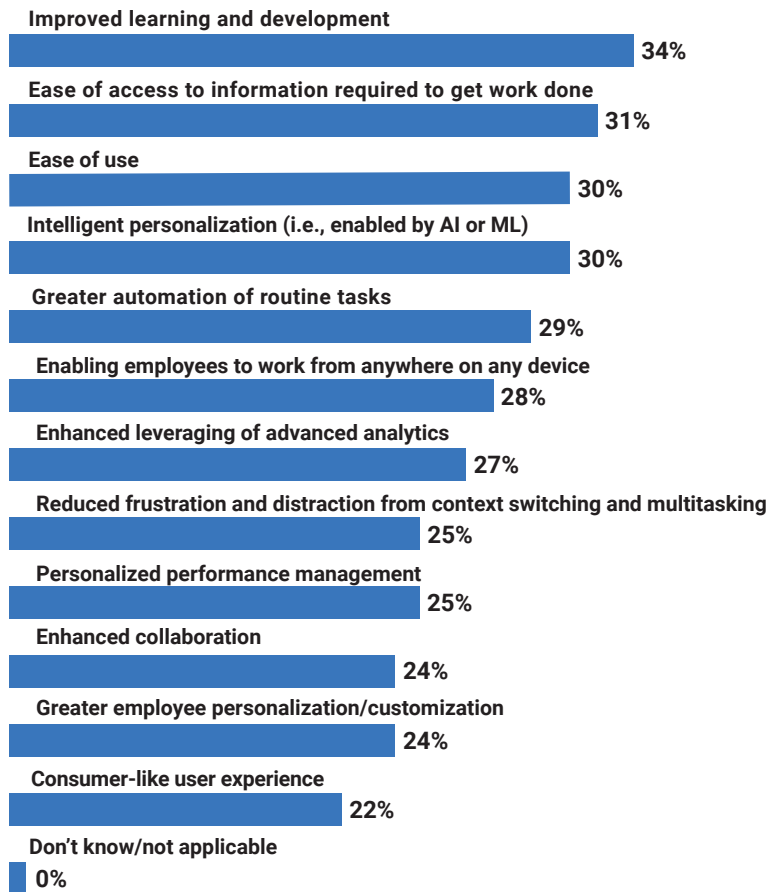 Improved learning and development
34%
Ease of access to information required to get work done
31%
Ease of use
30%
Intelligent personalization (i.e., enabled by AI or ML)
30%
Greater automation of routine tasks
29%
Enabling employees to work from anywhere on any device
28%
Enhanced leveraging of advanced analytics
27%
Reduced frustration and distraction from context switching and multitasking
25%
Personalized performance management
25%
Enhanced collaboration
24%
Greater employee personalization/customization
24%
Consumer-like user experience
22%
Don’t know/not applicable
0%